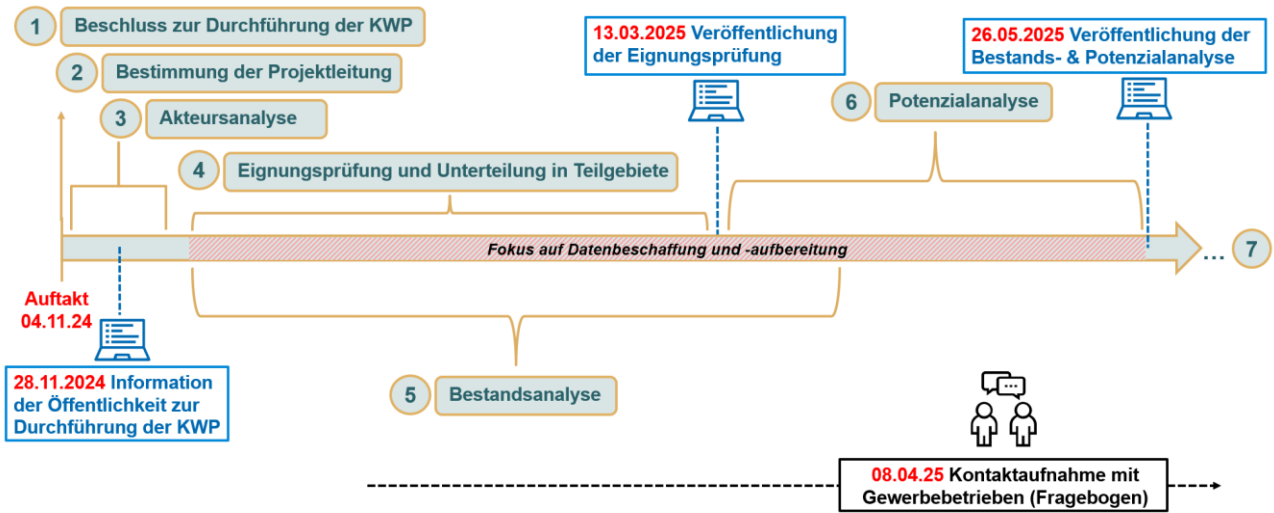 1 Beschluss zur Durchführung der KWP
2 Bestimmung der Projektleitung
3 Akteursanalyse
4 Eignungsprüfung und Unterteilung in Teilgebiete
13.03.2025 Veröffentlichung
der Eignungsprüfung
6 Potenzialanalyse
26.05.2025 Veröffentlichung der
Bestands- & Potenzialanalyse
Fokus auf Datenbeschaffung und -aufbereitung
... 7
Auftakt
04.11.24
28.11.2024 Information
der Öffentlichkeit zur
Durchführung der KWP
5 Bestandsanalyse
08.04.25 Kontaktaufnahme mit
Gewerbebetrieben (Fragebogen)